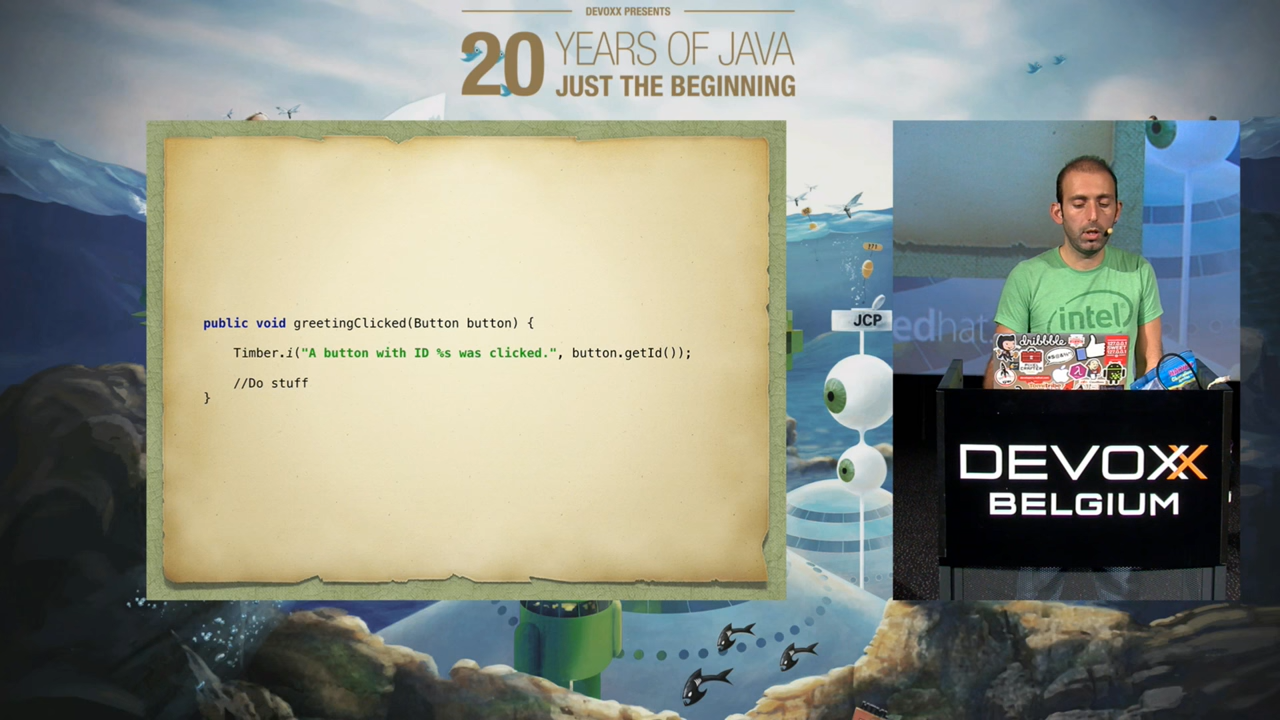 DEVOXX PRESENTS
20 YEARS OF JAVA
JUST THE BEGINNING
public void greetingClicked(Button button) {
Timber.i("A button with ID %s was clicked.", button.getId());
//Do stuff
}
JCP
edhat
intel
dribbble
DEVOXX
BELGIUM